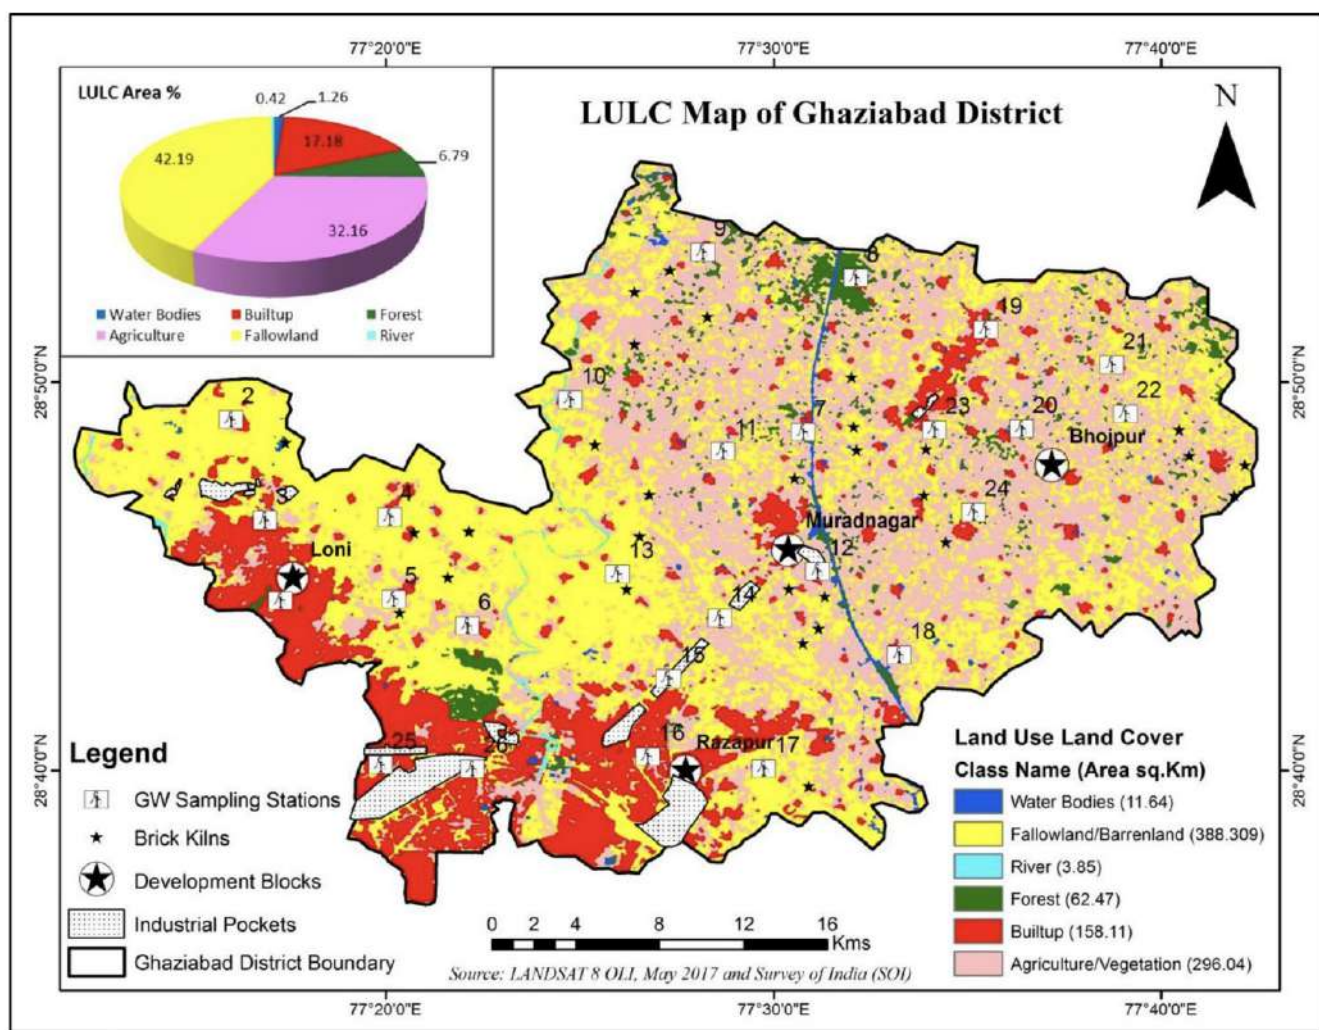 77°20'0"E 77°30'0"E 77°40'0"E
LULC Area %
0.42 1.26
17.18
42.19
6.79
32.16
Water Bodies Builtup Forest
Agriculture Fallowland River
LULC Map of Ghaziabad District
N
9
8
19
21
28°50'0"N 28°50'0"N
10
2
22
7
23
20
11
Bhojpur
4
24
Muradnagar
Loni
12
13
5
14
6
18
15
16
Razapur
17
25
26
28°40'0"N 28°40'0"N
Legend
GW Sampling Stations
Brick Kilns
Development Blocks
Industrial Pockets
Ghaziabad District Boundary
0 2 4 8 12 16
Kms
Source: LANDSAT 8 OLI, May 2017 and Survey of India (SOI)
Land Use Land Cover
Class Name (Area sq.Km)
Water Bodies (11.64)
Fallowland/Barrenland (388.309)
River (3.85)
Forest (62.47)
Builtup (158.11)
Agriculture/Vegetation (296.04)
77°20'0"E 77°30'0"E 77°40'0"E